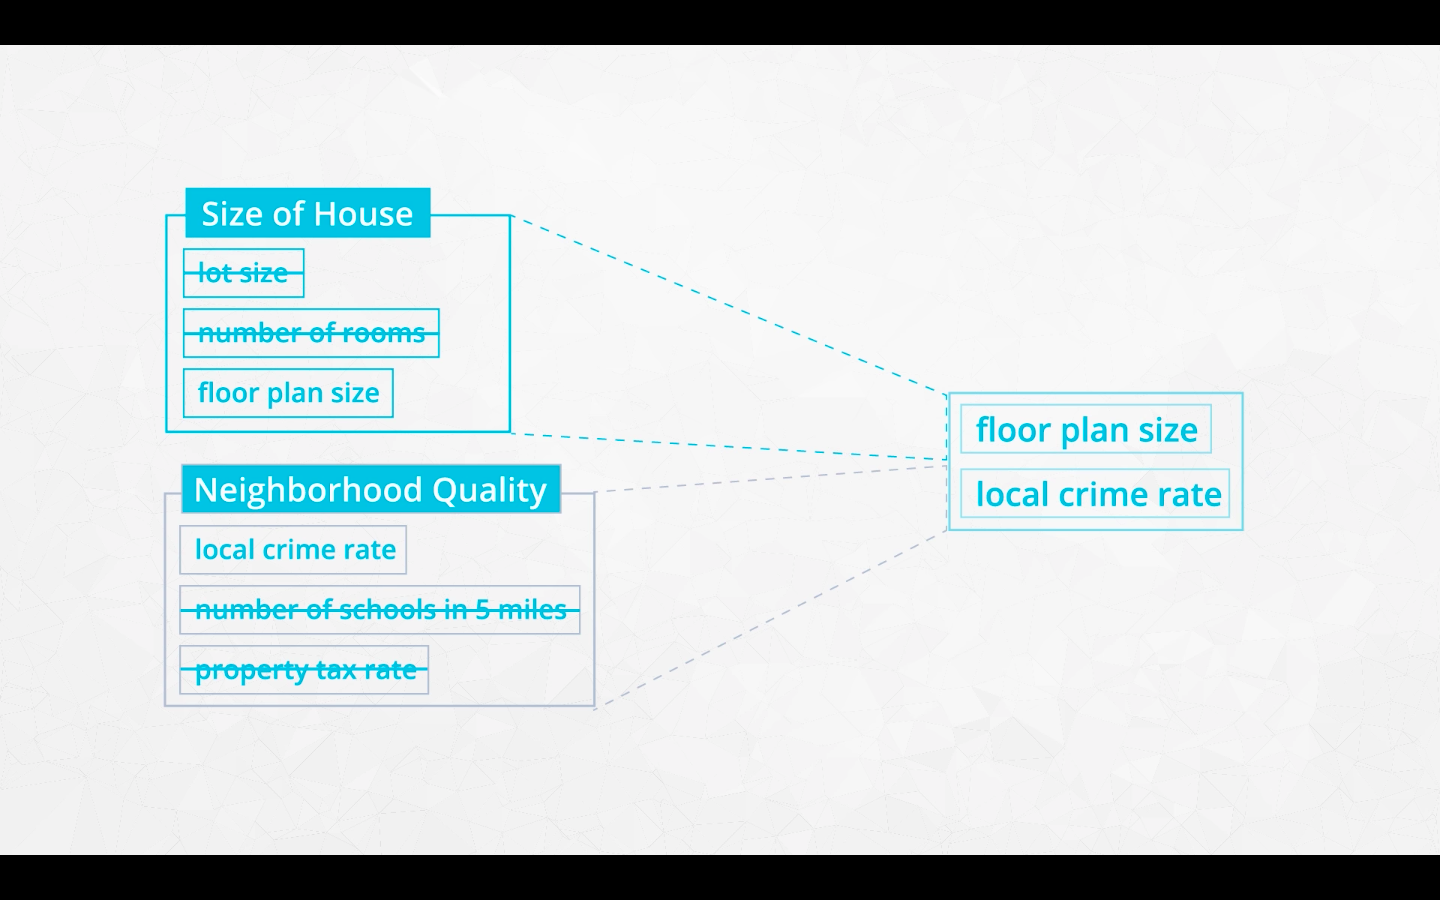 Size of House
lot size
number of rooms
floor plan size
Neighborhood Quality
local crime rate
number of schools in 5 miles
property tax rate
floor plan size
local crime rate